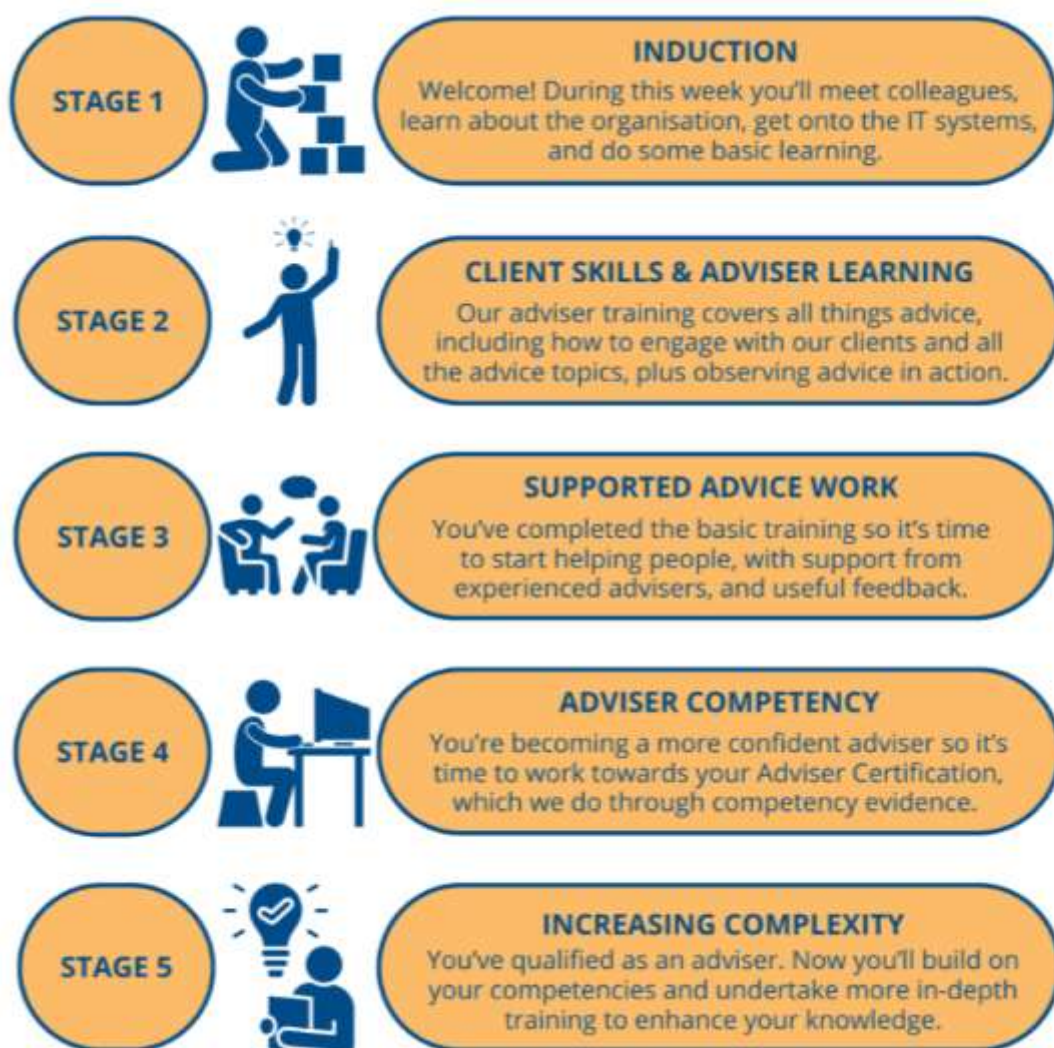 STAGE 1
INDUCTION
Welcome! During this week you'll meet colleagues,
learn about the organisation, get onto the IT systems,
and do some basic learning.
STAGE 2
CLIENT SKILLS & ADVISER LEARNING
Our adviser training covers all things advice,
including how to engage with our clients and all
the advice topics, plus observing advice in action.
STAGE 3
SUPPORTED ADVICE WORK
You've completed the basic training so it's time
to start helping people, with support from
experienced advisers, and useful feedback.
STAGE 4
ADVISER COMPETENCY
You're becoming a more confident adviser so it's
time to work towards your Adviser Certification,
which we do through competency evidence.
STAGE 5
INCREASING COMPLEXITY
You've qualified as an adviser. Now you'll build on
your competencies and undertake more in-depth
training to enhance your knowledge.